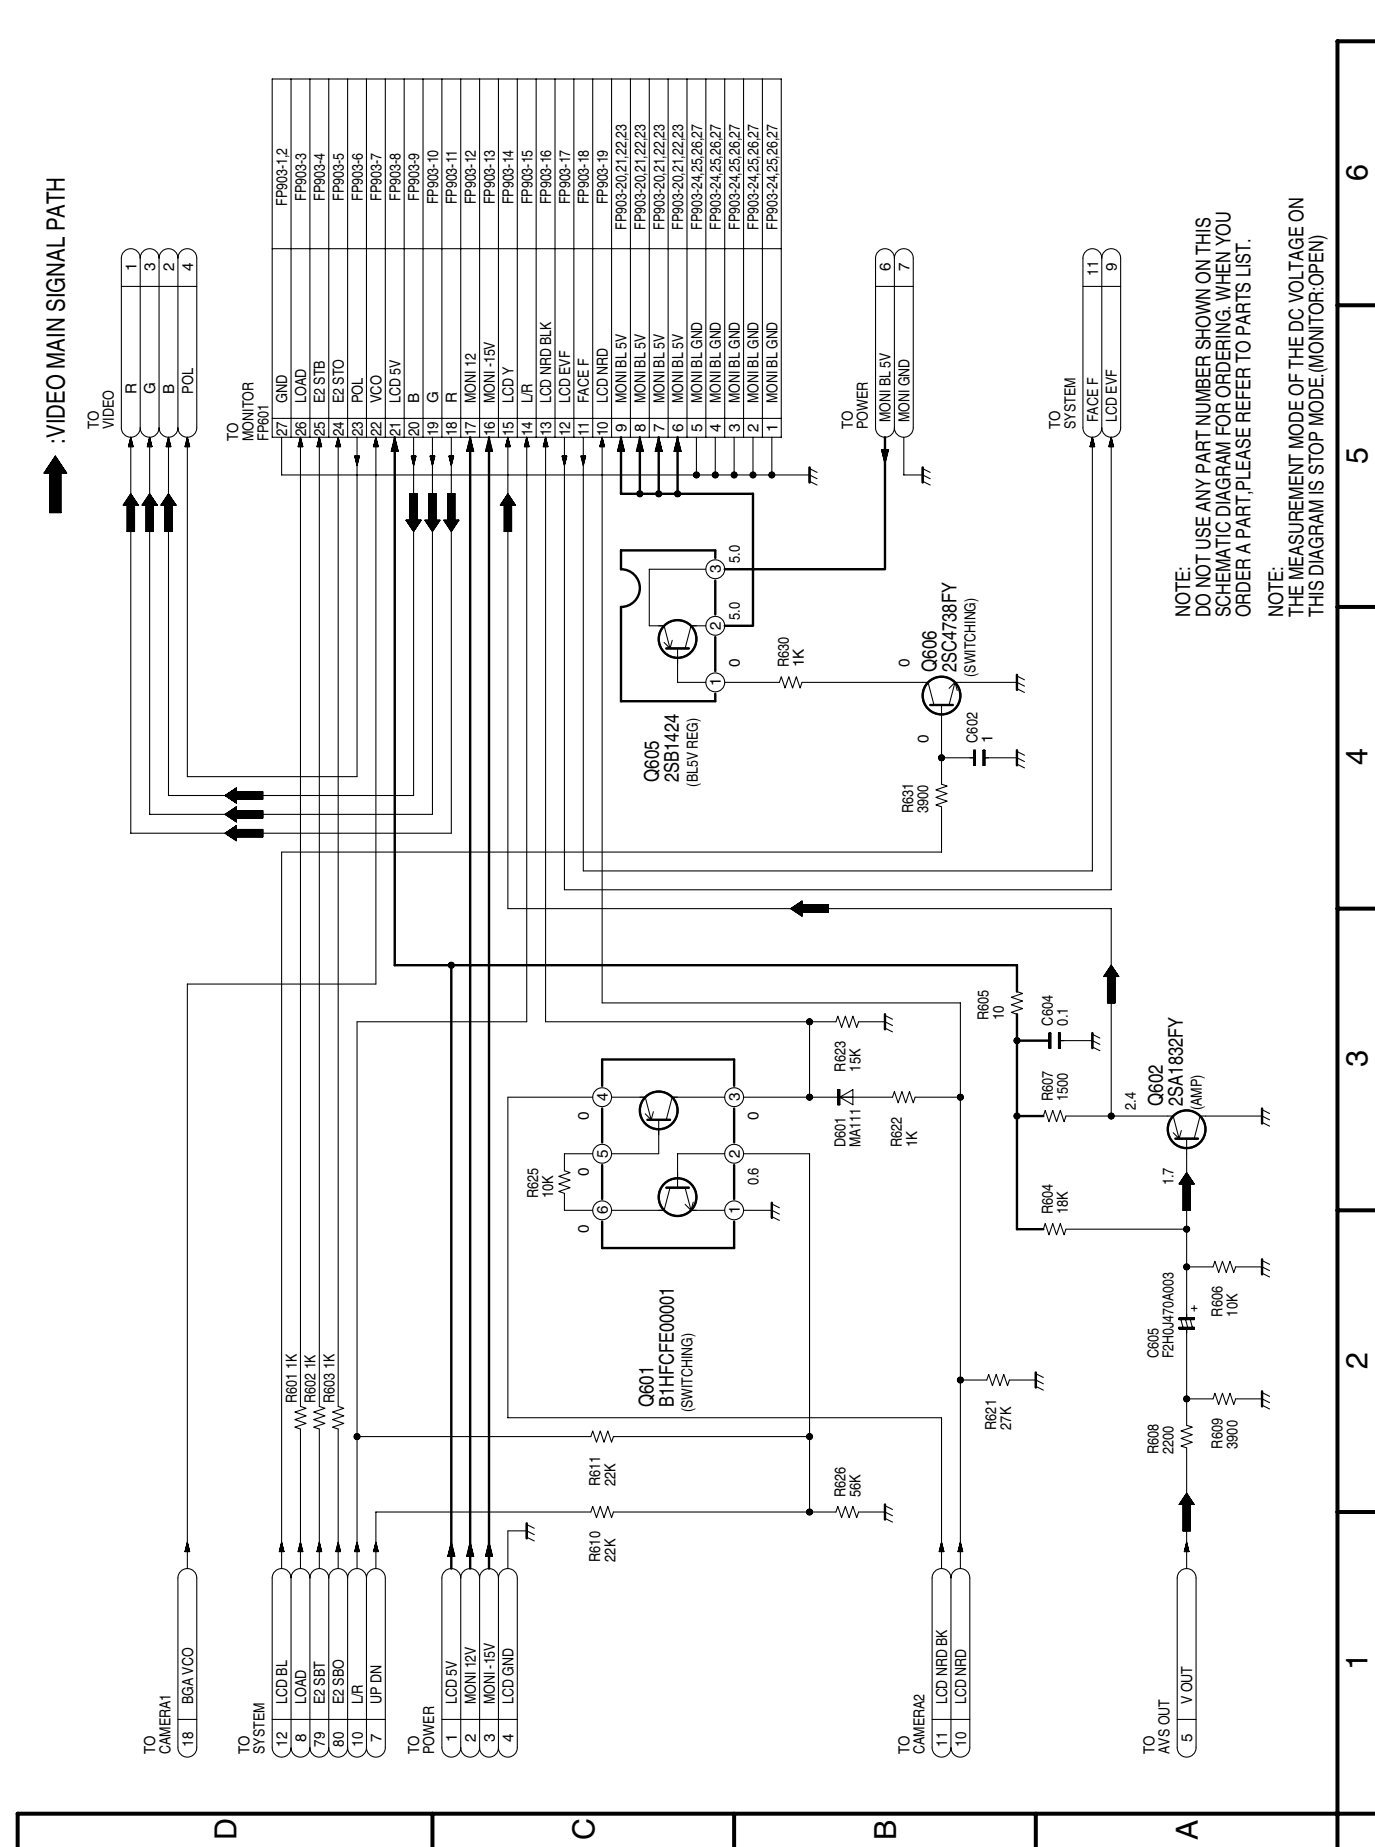 :VIDEO MAIN SIGNAL PATH
TO
VIDEO
R 1
G 3
B 2
POL 4
TO
MONITOR
FP601
27 GND FP903-1,2
26 LOAD FP903-3
25 E2 STB FP903-4
24 E2 STO FP903-5
23 POL FP903-6
22 VCO FP903-7
21 LCD 5V FP903-8
20 B FP903-9
19 G FP903-10
18 R FP903-11
17 MONI 12 FP903-12
16 MONI -15V FP903-13
15 LCD Y FP903-14
14 L/R FP903-15
13 LCD NRD BLK FP903-16
12 LCD EVF FP903-17
11 FACE F FP903-18
10 LCD NRD FP903-19
9 MONI BL 5V FP903-20,21,22,23
8 MONI BL 5V FP903-20,21,22,23
7 MONI BL 5V FP903-20,21,22,23
6 MONI BL 5V FP903-20,21,22,23
5 MONI BL GND FP903-24,25,26,27
4 MONI BL GND FP903-24,25,26,27
3 MONI BL GND FP903-24,25,26,27
2 MONI BL GND FP903-24,25,26,27
1 MONI BL GND FP903-24,25,26,27
TO
POWER
MONI BL 5V 6
MONI GND 7
TO
SYSTEM
FACE F 11
LCD EVF 9
NOTE:
DO NOT USE ANY PART NUMBER SHOWN ON THIS
SCHEMATIC DIAGRAM FOR ORDERING. WHEN YOU
ORDER A PART,PLEASE REFER TO PARTS LIST.
NOTE:
THE MEASUREMENT MODE OF THE DC VOLTAGE ON
THIS DIAGRAM IS STOP MODE.(MONITOR:OPEN)
Q605
2SB1424
(BL5V REG)
1
2
3
0
5.0
5.0
R630
1K
Q606
2SC4738FY
(SWITCHING)
0
0
C602
1
R631
3900
R605
10
C604
0.1
R607
1500
2.4
Q602
2SA1832FY
(AMP)
1.7
R604
18K
R623
15K
D601
MA111
R622
1K
4
5
6
3
2
1
0
0
0
0
0.6
R625
10K
Q601
B1HFCFE00001
(SWITCHING)
R601 1K
R602 1K
R603 1K
R611
22K
R610
22K
R626
56K
R621
27K
C605
F2H0J470A003
+
R606
10K
R608
2200
R609
3900
TO
CAMERA1
18 BGA VCO
TO
SYSTEM
12 LCD BL
8 LOAD
79 E2 SBT
80 E2 SBO
10 L/R
7 UP DN
TO
POWER
1 LCD 5V
2 MONI 12V
3 MONI -15V
4 LCD GND
TO
CAMERA2
11 LCD NRD BK
10 LCD NRD
TO
AVS OUT
5 V OUT
D
C
B
A
1
2
3
4
5
6